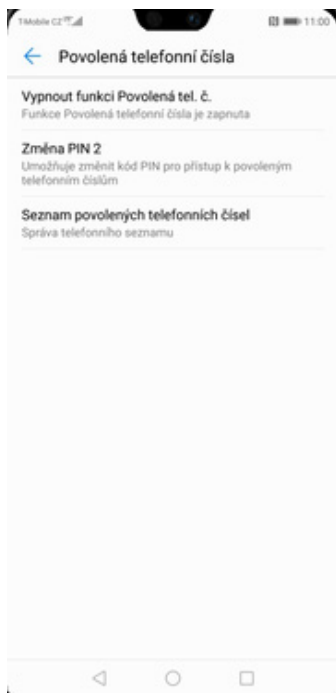 TMobile CZ 11:00
Povolená telefonní čísla
Vypnout funkci Povolená tel. č.
Funkce Povolená telefonní čísla je zapnuta
Změna PIN 2
Umožňuje změnit kód PIN pro přístup k povoleným
telefonním číslům
Seznam povolených telefonních čísel
Správa telefonního seznamu